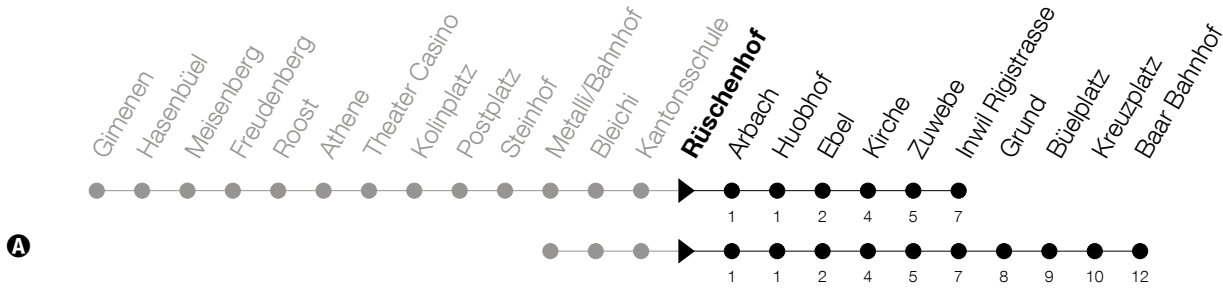 Gimenen
Hasenbüel
Meisenberg
Freudenberg
Roost
Athene
Theater Casino
Kolinplatz
Postplatz
Steinhof
Metalli/Bahnhof
Bleichi
Kantonsschule
Rüschenhof
Arbach
Huobhof
Ebel
Kirche
Zuwebe
Inwil Rigistrasse
Grund
Büelplatz
Kreuzplatz
Baar Bahnhof
1 1 2 4 5 7
A
1 1 2 4 5 7 8 9 10 12